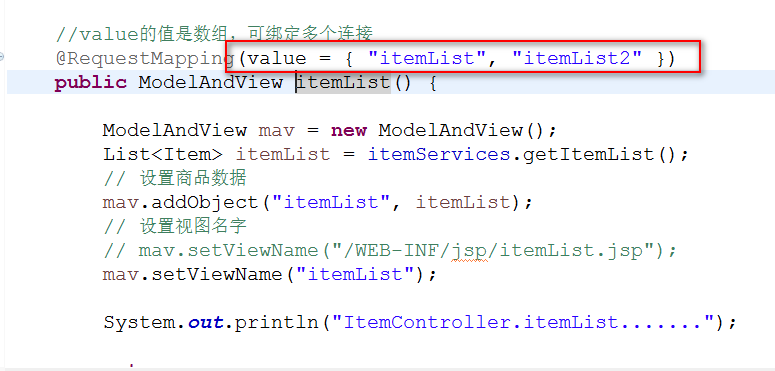 //value的值是数组，可绑定多个连接
@RequestMapping(value = { "itemList", "itemList2" })
public ModelAndView itemList() {
ModelAndView mav = new ModelAndView();
List<Item> itemList = itemServices.getItemList();
// 设置商品数据
mav.addObject("itemList", itemList);
// 设置视图名字
// mav.setViewName("/WEB-INF/jsp/itemList.jsp");
mav.setViewName("itemList");
System.out.println("ItemController.itemList.......");